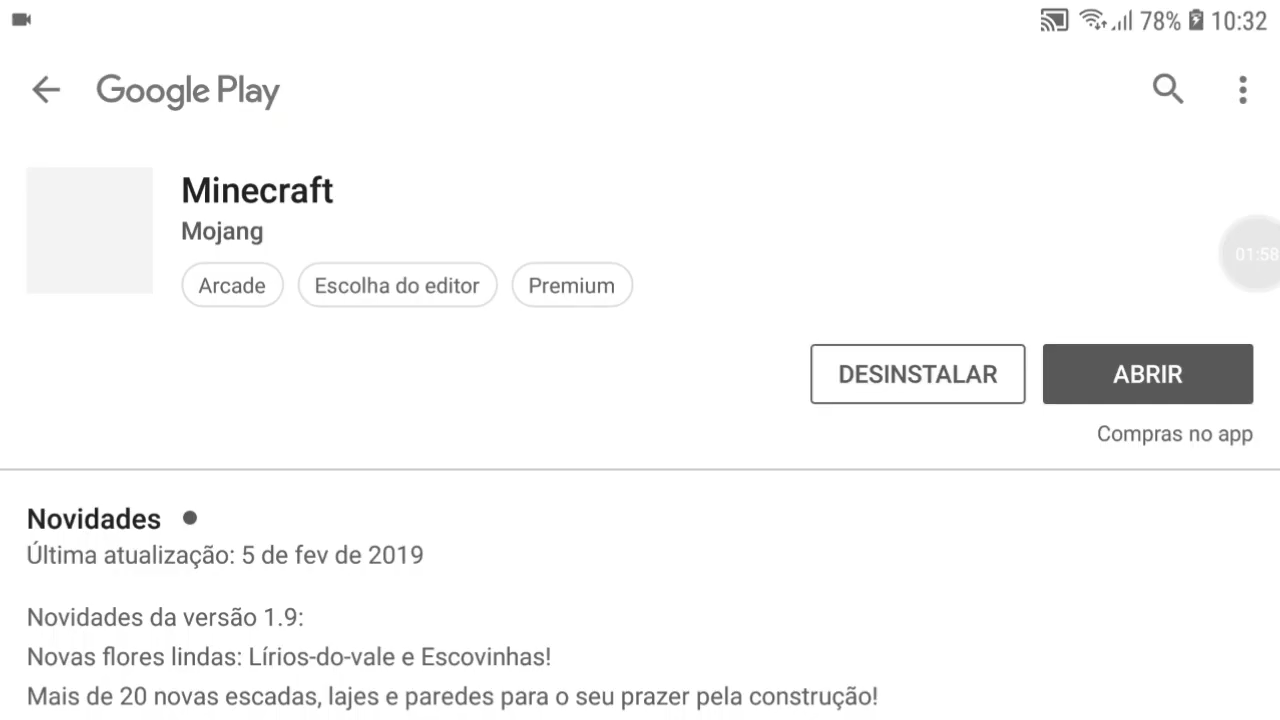 78% 10:32
Google Play
Minecraft
Mojang
Arcade Escolha do editor Premium
01:58
DESINSTALAR ABRIR
Compras no app
Novidades
Última atualização: 5 de fev de 2019
Novidades da versão 1.9:
Novas flores lindas: Lírios-do-vale e Escovinhas!
Mais de 20 novas escadas, lajes e paredes para o seu prazer pela construção!